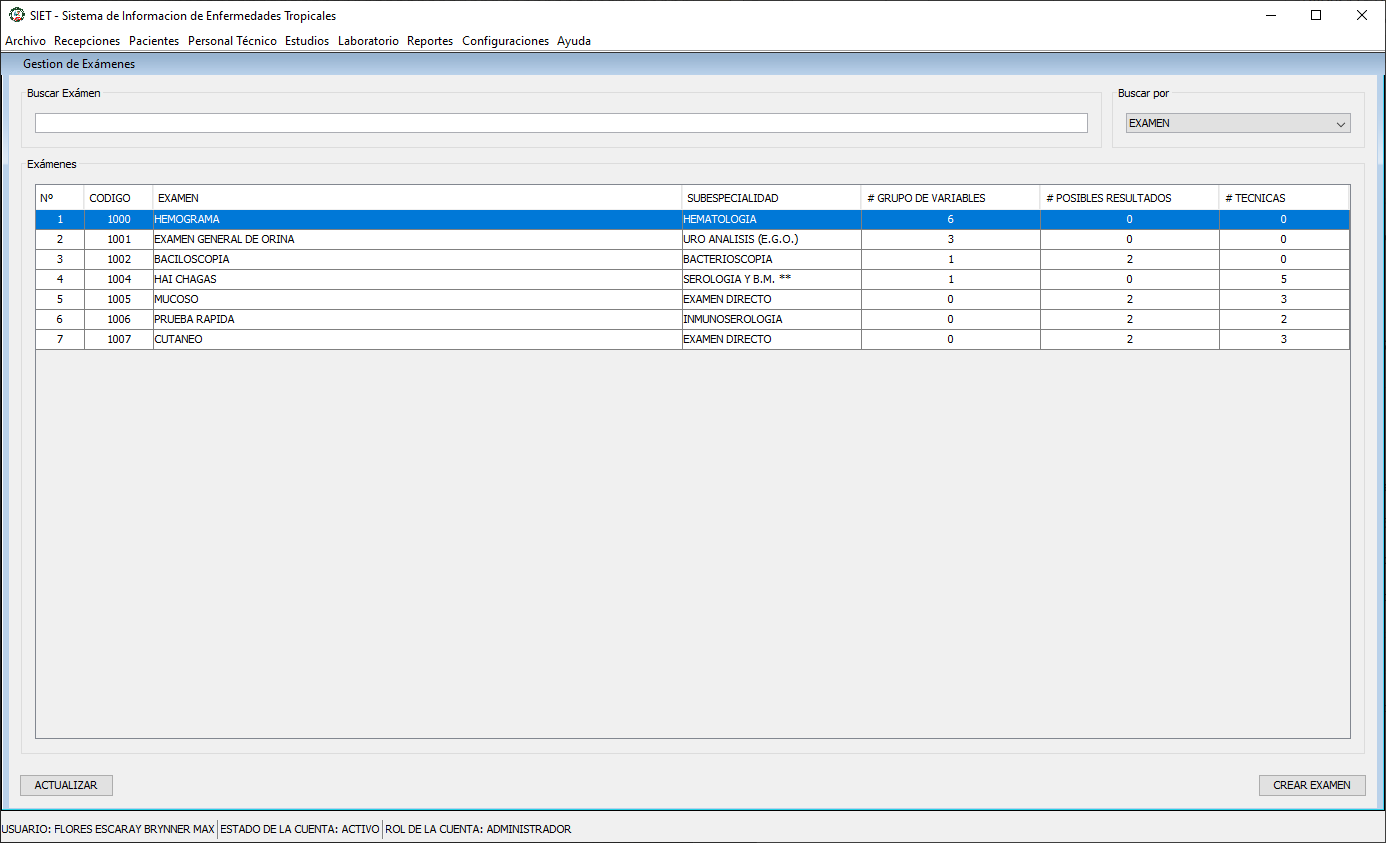 SIET - Sistema de Informacion de Enfermedades Tropicales
Archivo Recepciones Pacientes Personal Técnico Estudios Laboratorio Reportes Configuraciones Ayuda
Gestion de Exámenes
Buscar Exámen Buscar por
EXAMEN
Exámenes
Nº CODIGO EXAMEN SUBESPECIALIDAD # GRUPO DE VARIABLES # POSIBLES RESULTADOS # TECNICAS
1 1000 HEMOGRAMA HEMATOLOGIA 6 0 0
2 1001 EXAMEN GENERAL DE ORINA URO ANALISIS (E.G.O.) 3 0 0
3 1002 BACILOSCOPIA BACTERIOSCOPIA 1 2 0
4 1004 HAI CHAGAS SEROLOGIA Y B.M. ** 1 0 5
5 1005 MUCOSO EXAMEN DIRECTO 0 2 3
6 1006 PRUEBA RAPIDA INMUNOSEROLOGIA 0 2 2
7 1007 CUTANEO EXAMEN DIRECTO 0 2 3
ACTUALIZAR CREAR EXAMEN
USUARIO: FLORES ESCARAY BRYNNER MAX ESTADO DE LA CUENTA: ACTIVO ROL DE LA CUENTA: ADMINISTRADOR